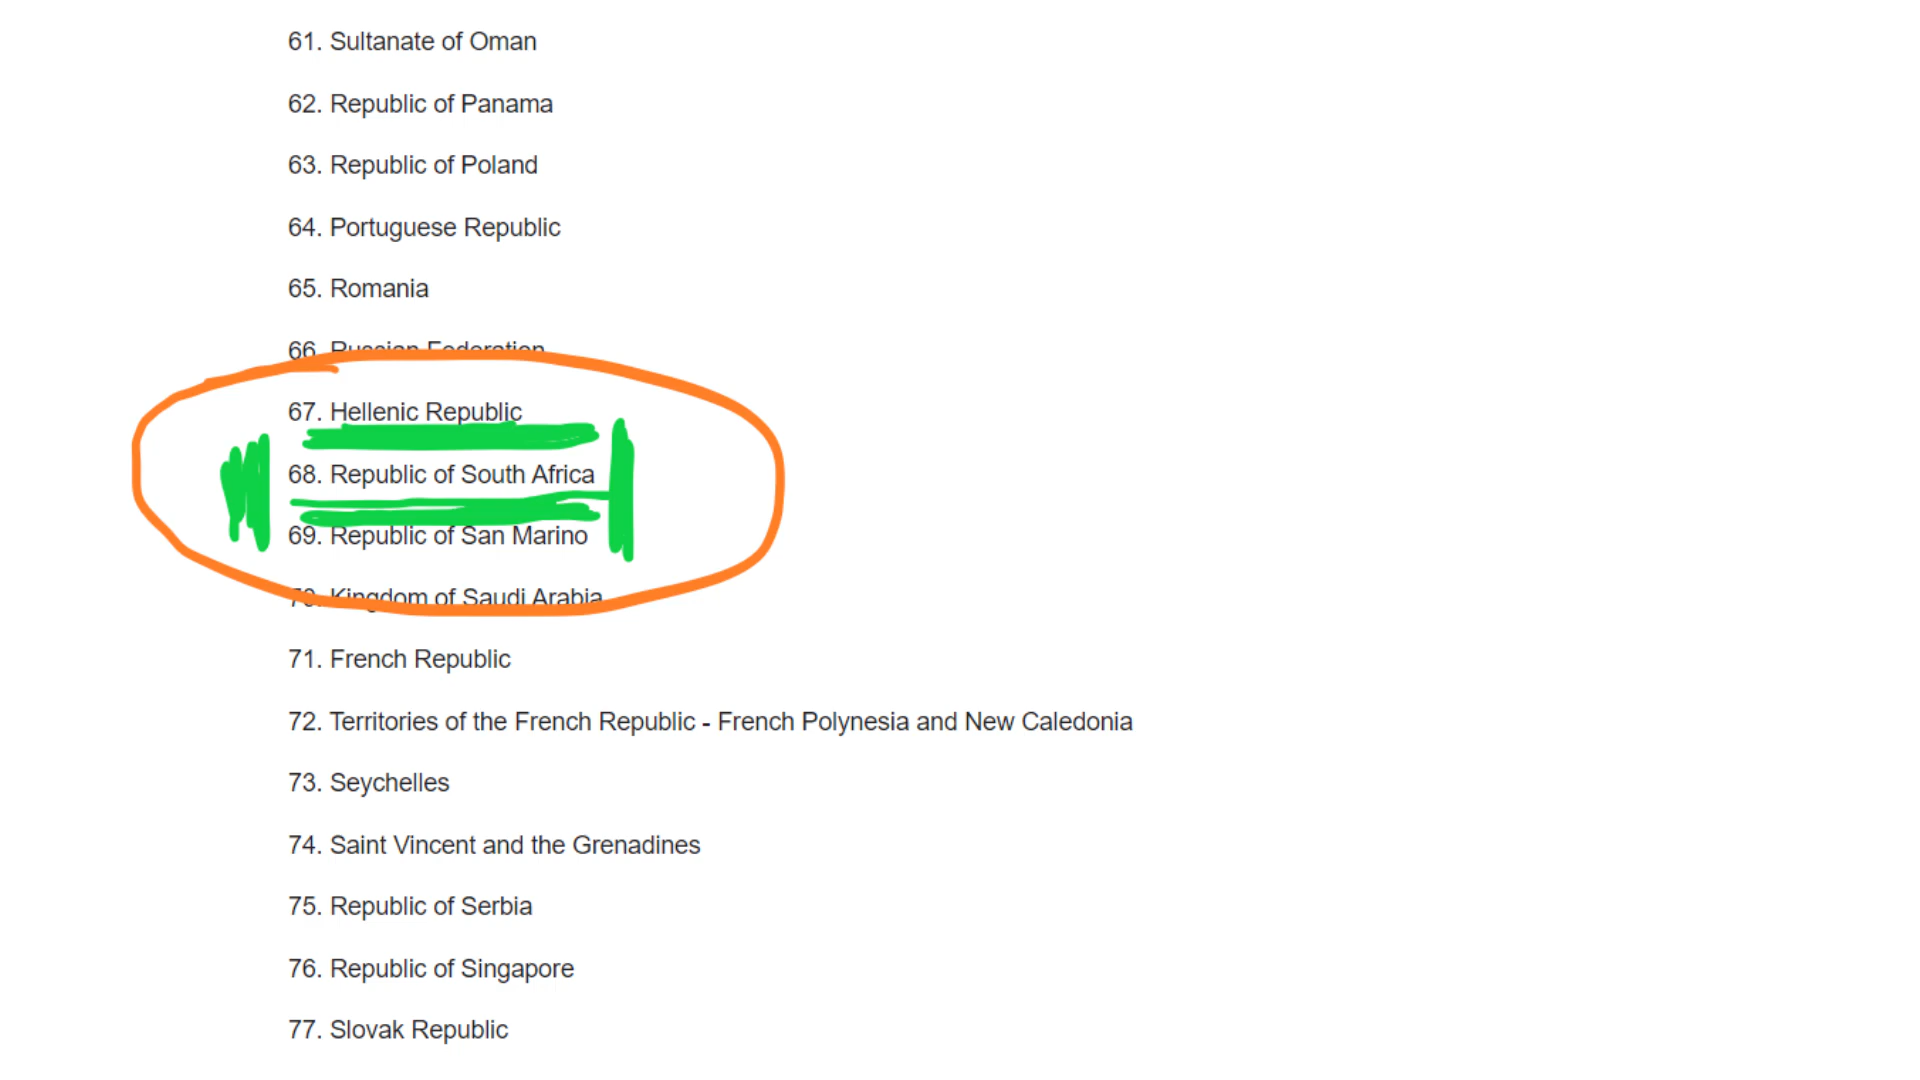 61. Sultanate of Oman
62. Republic of Panama
63. Republic of Poland
64. Portuguese Republic
65. Romania
66. Russian Federation
67. Hellenic Republic
68. Republic of South Africa
69. Republic of San Marino
70. Kingdom of Saudi Arabia
71. French Republic
72. Territories of the French Republic - French Polynesia and New Caledonia
73. Seychelles
74. Saint Vincent and the Grenadines
75. Republic of Serbia
76. Republic of Singapore
77. Slovak Republic